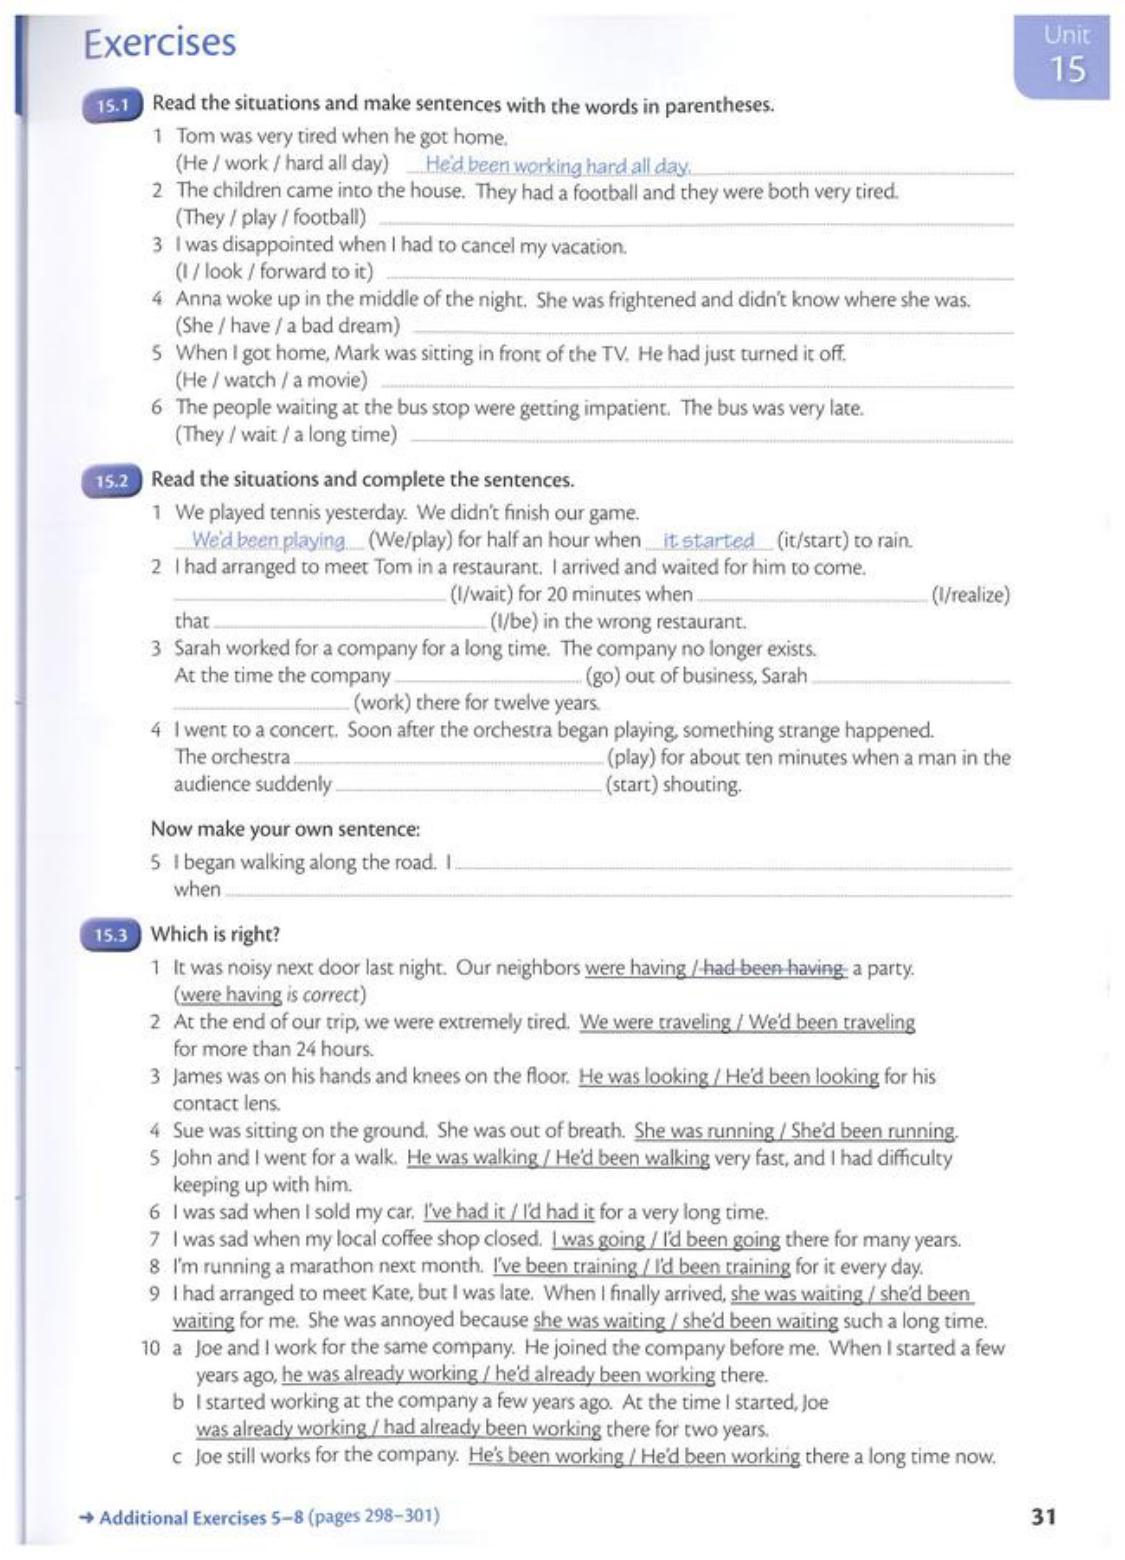 Exercises
Unit
15
15.1 Read the situations and make sentences with the words in parentheses.
1 Tom was very tired when he got home.
(He / work / hard all day) He'd been working hard all day.
2 The children came into the house. They had a football and they were both very tired.
(They / play / football)
3 I was disappointed when I had to cancel my vacation.
(I / look / forward to it)
4 Anna woke up in the middle of the night. She was frightened and didn't know where she was.
(She / have / a bad dream)
5 When I got home, Mark was sitting in front of the TV. He had just turned it off.
(He / watch / a movie)
6 The people waiting at the bus stop were getting impatient. The bus was very late.
(They / wait / a long time)
15.2 Read the situations and complete the sentences.
1 We played tennis yesterday. We didn't finish our game.
We'd been playing (We/play) for half an hour when it started (it/start) to rain.
2 I had arranged to meet Tom in a restaurant. I arrived and waited for him to come.
(I/wait) for 20 minutes when (I/realize)
that (I/be) in the wrong restaurant.
3 Sarah worked for a company for a long time. The company no longer exists.
At the time the company (go) out of business, Sarah
(work) there for twelve years.
4 I went to a concert. Soon after the orchestra began playing, something strange happened.
The orchestra (play) for about ten minutes when a man in the
audience suddenly (start) shouting.
Now make your own sentence:
5 I began walking along the road. I
when
15.3 Which is right?
1 It was noisy next door last night. Our neighbors were having / had been having a party.
(were having is correct)
2 At the end of our trip, we were extremely tired. We were traveling / We'd been traveling
for more than 24 hours.
3 James was on his hands and knees on the floor. He was looking / He'd been looking for his
contact lens.
4 Sue was sitting on the ground. She was out of breath. She was running / She'd been running.
5 John and I went for a walk. He was walking / He'd been walking very fast, and I had difficulty
keeping up with him.
6 I was sad when I sold my car. I've had it / I'd had it for a very long time.
7 I was sad when my local coffee shop closed. I was going / I'd been going there for many years.
8 I'm running a marathon next month. I've been training / I'd been training for it every day.
9 I had arranged to meet Kate, but I was late. When I finally arrived, she was waiting / she'd been
waiting for me. She was annoyed because she was waiting / she'd been waiting such a long time.
10 a Joe and I work for the same company. He joined the company before me. When I started a few
years ago, he was already working / he'd already been working there.
b I started working at the company a few years ago. At the time I started, Joe
was already working / had already been working there for two years.
c Joe still works for the company. He's been working / He'd been working there a long time now.
➜ Additional Exercises 5–8 (pages 298–301)
31